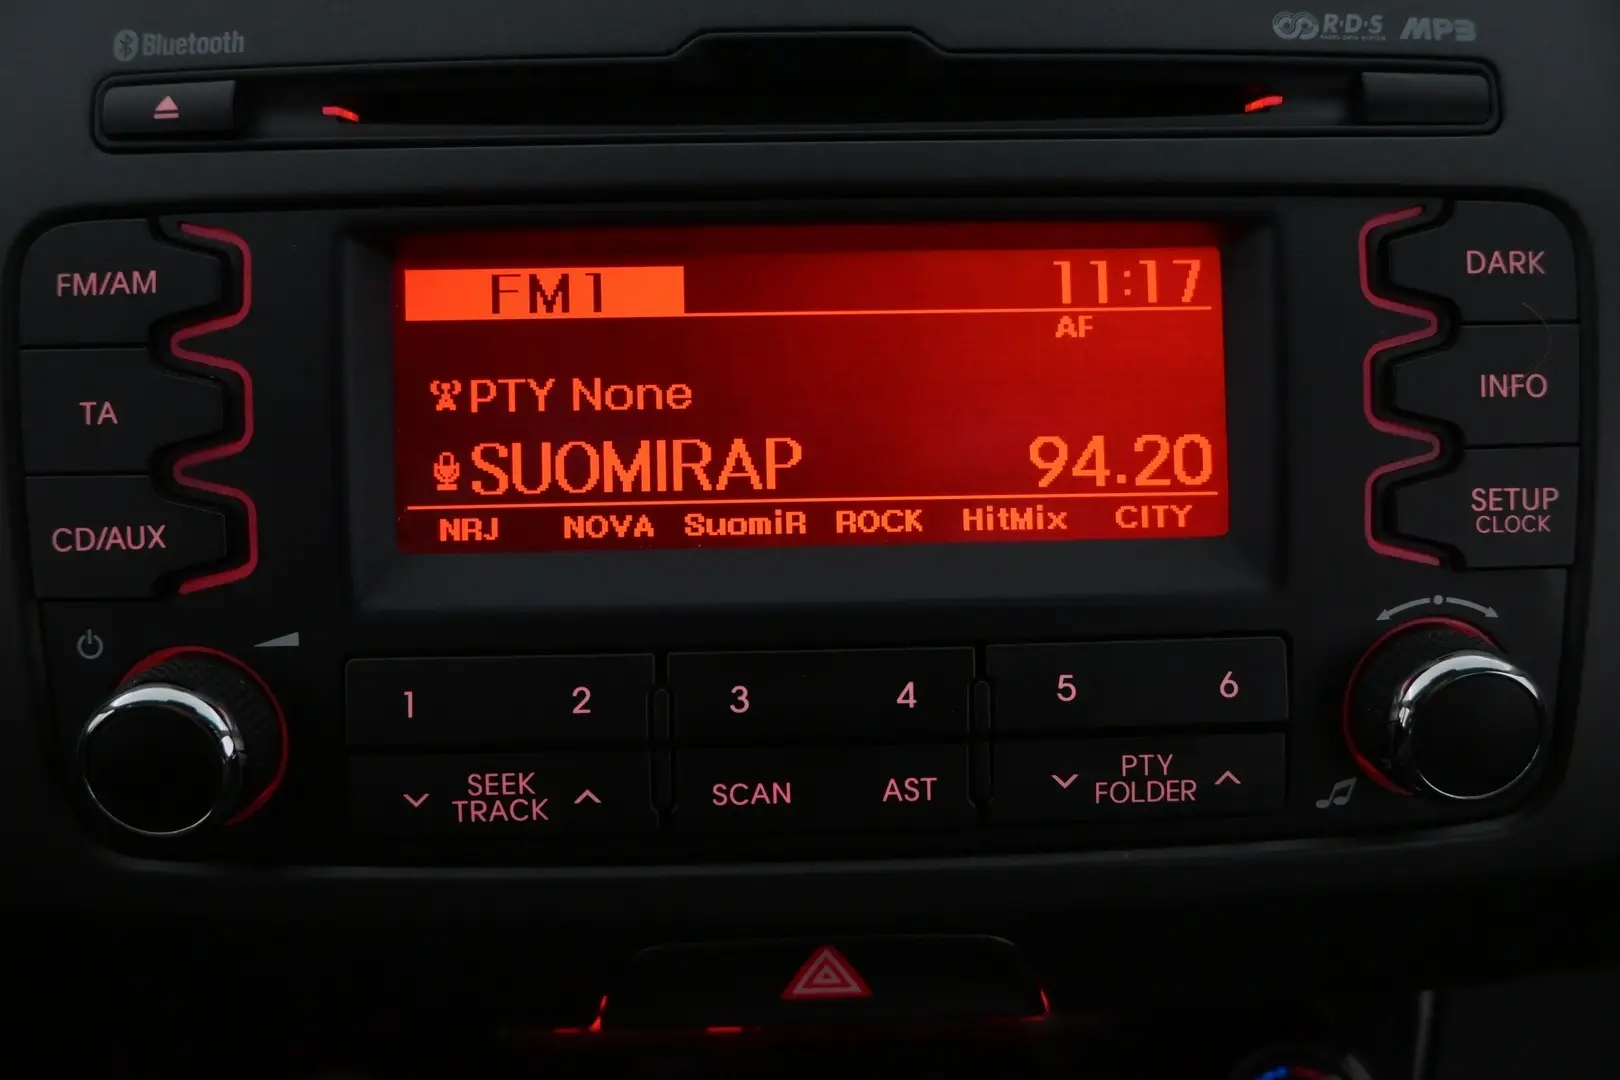 Bluetooth
R·D·S
MP3
FM/AM
TA
CD/AUX
FM1
11:17
AF
PTY None
SUOMIRAP
94.20
NRJ NOVA SuomiR ROCK HitMix CITY
DARK
INFO
SETUP
CLOCK
1 2 3 4 5 6
SEEK
TRACK
SCAN
AST
PTY
FOLDER